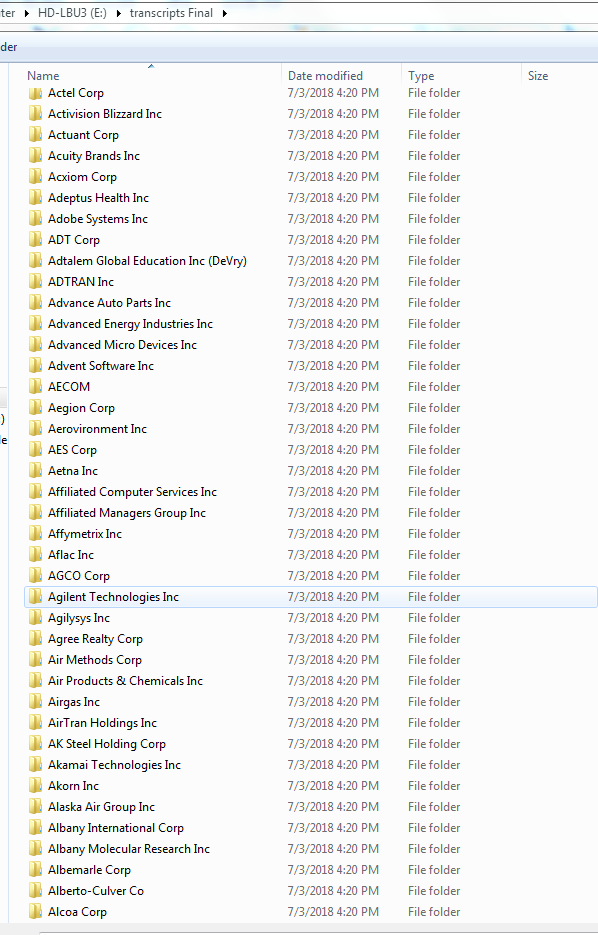 ter ▸ HD-LBU3 (E:) ▸ transcripts Final ▸
der
Name Date modified Type Size
Actel Corp 7/3/2018 4:20 PM File folder
Activision Blizzard Inc 7/3/2018 4:20 PM File folder
Actuant Corp 7/3/2018 4:20 PM File folder
Acuity Brands Inc 7/3/2018 4:20 PM File folder
Acxiom Corp 7/3/2018 4:20 PM File folder
Adeptus Health Inc 7/3/2018 4:20 PM File folder
Adobe Systems Inc 7/3/2018 4:20 PM File folder
ADT Corp 7/3/2018 4:20 PM File folder
Adtalem Global Education Inc (DeVry) 7/3/2018 4:20 PM File folder
ADTRAN Inc 7/3/2018 4:20 PM File folder
Advance Auto Parts Inc 7/3/2018 4:20 PM File folder
Advanced Energy Industries Inc 7/3/2018 4:20 PM File folder
Advanced Micro Devices Inc 7/3/2018 4:20 PM File folder
Advent Software Inc 7/3/2018 4:20 PM File folder
AECOM 7/3/2018 4:20 PM File folder
Aegion Corp 7/3/2018 4:20 PM File folder
) Aerovironment Inc 7/3/2018 4:20 PM File folder
le AES Corp 7/3/2018 4:20 PM File folder
Aetna Inc 7/3/2018 4:20 PM File folder
Affiliated Computer Services Inc 7/3/2018 4:20 PM File folder
Affiliated Managers Group Inc 7/3/2018 4:20 PM File folder
Affymetrix Inc 7/3/2018 4:20 PM File folder
Aflac Inc 7/3/2018 4:20 PM File folder
AGCO Corp 7/3/2018 4:20 PM File folder
Agilent Technologies Inc 7/3/2018 4:20 PM File folder
Agilysys Inc 7/3/2018 4:20 PM File folder
Agree Realty Corp 7/3/2018 4:20 PM File folder
Air Methods Corp 7/3/2018 4:20 PM File folder
Air Products & Chemicals Inc 7/3/2018 4:20 PM File folder
Airgas Inc 7/3/2018 4:20 PM File folder
AirTran Holdings Inc 7/3/2018 4:20 PM File folder
AK Steel Holding Corp 7/3/2018 4:20 PM File folder
Akamai Technologies Inc 7/3/2018 4:20 PM File folder
Akorn Inc 7/3/2018 4:20 PM File folder
Alaska Air Group Inc 7/3/2018 4:20 PM File folder
Albany International Corp 7/3/2018 4:20 PM File folder
Albany Molecular Research Inc 7/3/2018 4:20 PM File folder
Albemarle Corp 7/3/2018 4:20 PM File folder
Alberto-Culver Co 7/3/2018 4:20 PM File folder
Alcoa Corp 7/3/2018 4:20 PM File folder